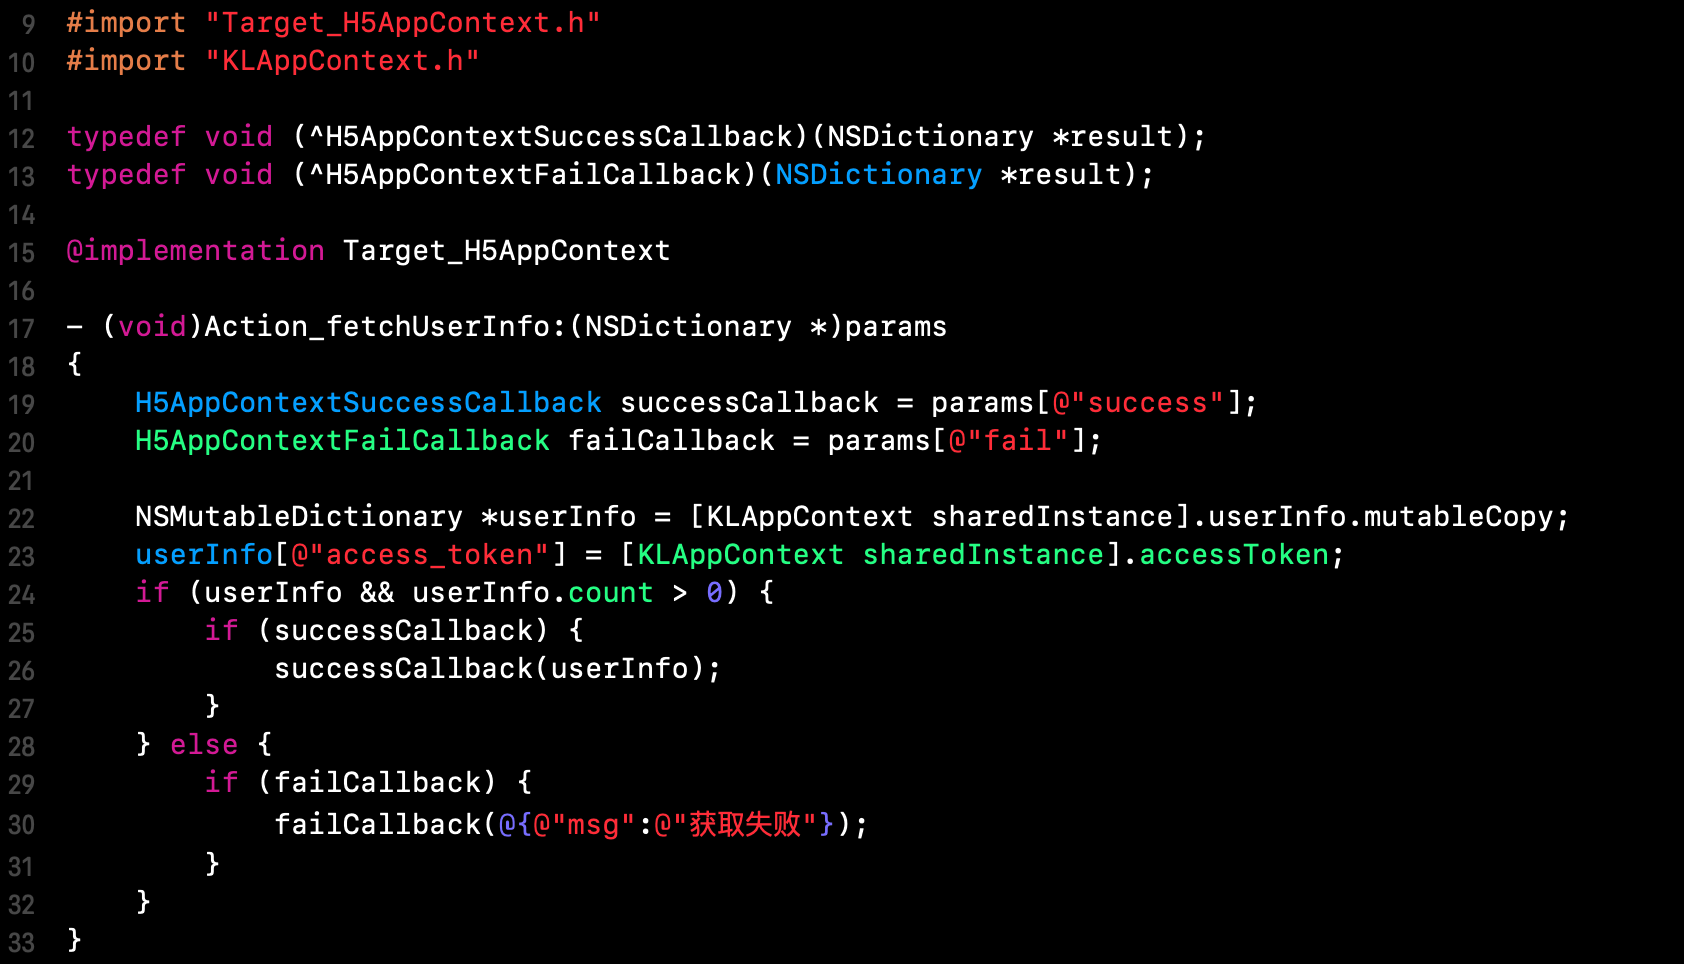 9 #import "Target_H5AppContext.h"
10 #import "KLAppContext.h"
11
12 typedef void (^H5AppContextSuccessCallback)(NSDictionary *result);
13 typedef void (^H5AppContextFailCallback)(NSDictionary *result);
14
15 @implementation Target_H5AppContext
16
17 - (void)Action_fetchUserInfo:(NSDictionary *)params
18 {
19     H5AppContextSuccessCallback successCallback = params[@"success"];
20     H5AppContextFailCallback failCallback = params[@"fail"];
21
22     NSMutableDictionary *userInfo = [KLAppContext sharedInstance].userInfo.mutableCopy;
23     userInfo[@"access_token"] = [KLAppContext sharedInstance].accessToken;
24     if (userInfo && userInfo.count > 0) {
25         if (successCallback) {
26             successCallback(userInfo);
27         }
28     } else {
29         if (failCallback) {
30             failCallback(@{@"msg":@"获取失败"});
31         }
32     }
33 }